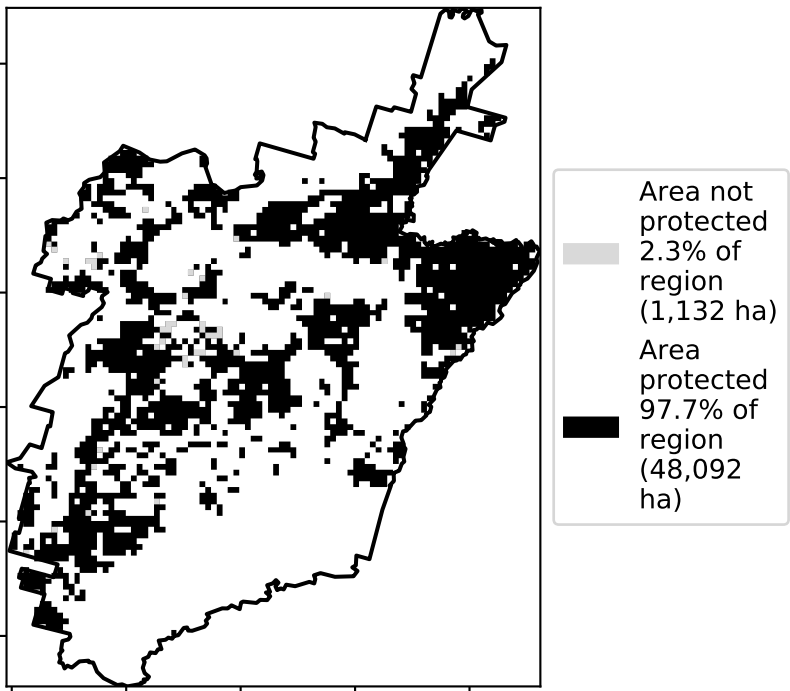 Area not
protected
2.3% of
region
(1,132 ha)
Area
protected
97.7% of
region
(48,092
ha)